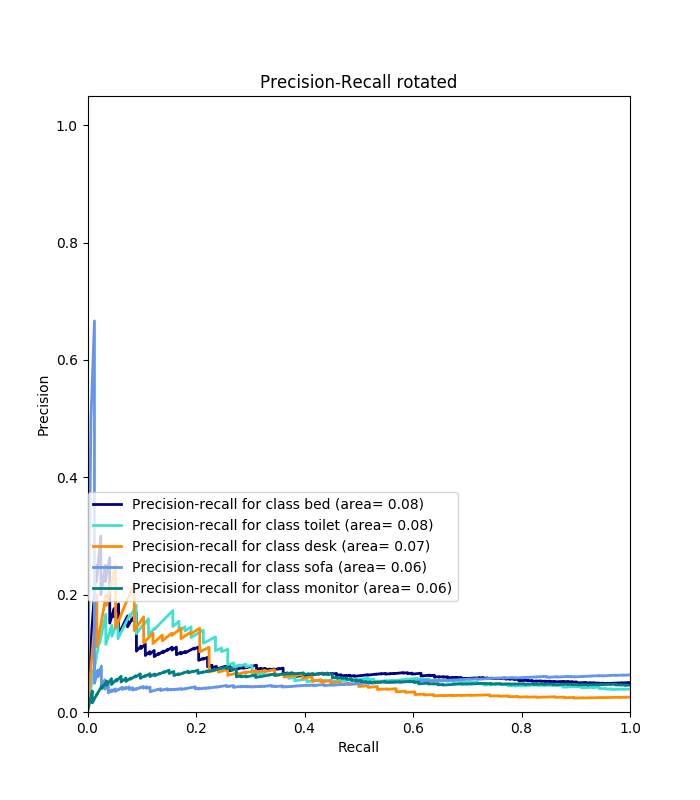 Precision-Recall rotated
1.0
0.8
0.6
0.4
0.2
0.0
Precision
Precision-recall for class bed (area= 0.08)
Precision-recall for class toilet (area= 0.08)
Precision-recall for class desk (area= 0.07)
Precision-recall for class sofa (area= 0.06)
Precision-recall for class monitor (area= 0.06)
0.0 0.2 0.4 0.6 0.8 1.0
Recall